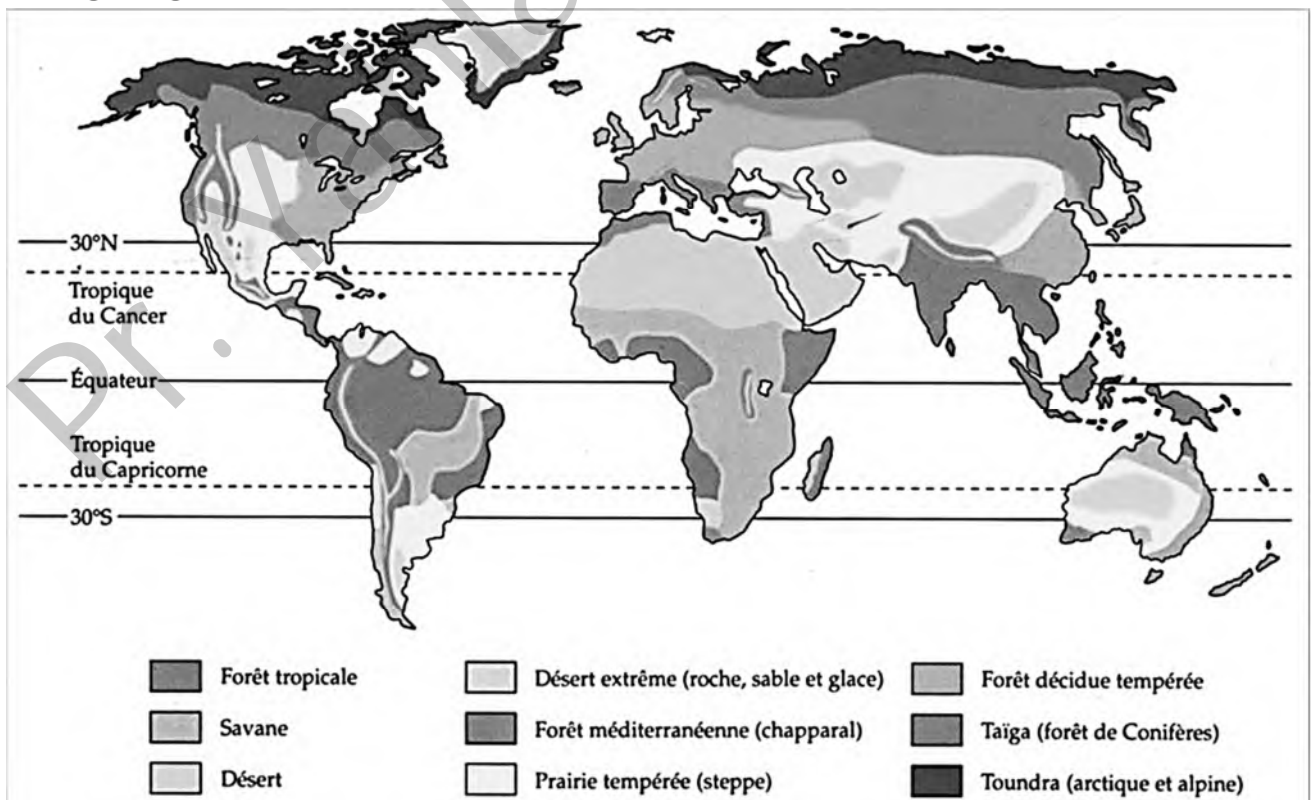 30°N
Tropique
du Cancer
Équateur
Tropique
du Capricorne
30°S
Forêt tropicale
Savane
Désert
Désert extrême (roche, sable et glace)
Forêt méditerranéenne (chapparal)
Prairie tempérée (steppe)
Forêt décidue tempérée
Taïga (forêt de Conifères)
Toundra (arctique et alpine)